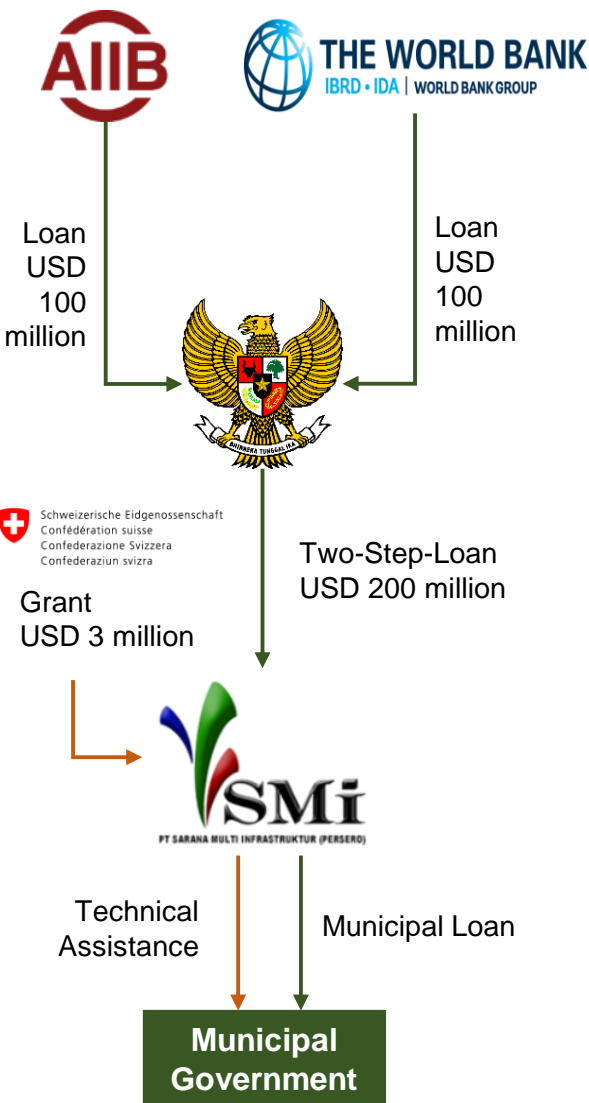 AIIB
THE WORLD BANK
IBRD • IDA | WORLD BANK GROUP
Loan
USD
100
million
Loan
USD
100
million
BHINNEKA TUNGGAL IKA
Schweizerische Eidgenossenschaft
Confédération suisse
Confederazione Svizzera
Confederaziun svizra
Two-Step-Loan
USD 200 million
Grant
USD 3 million
SMi
PT SARANA MULTI INFRASTRUKTUR (PERSERO)
Technical
Assistance
Municipal Loan
Municipal
Government